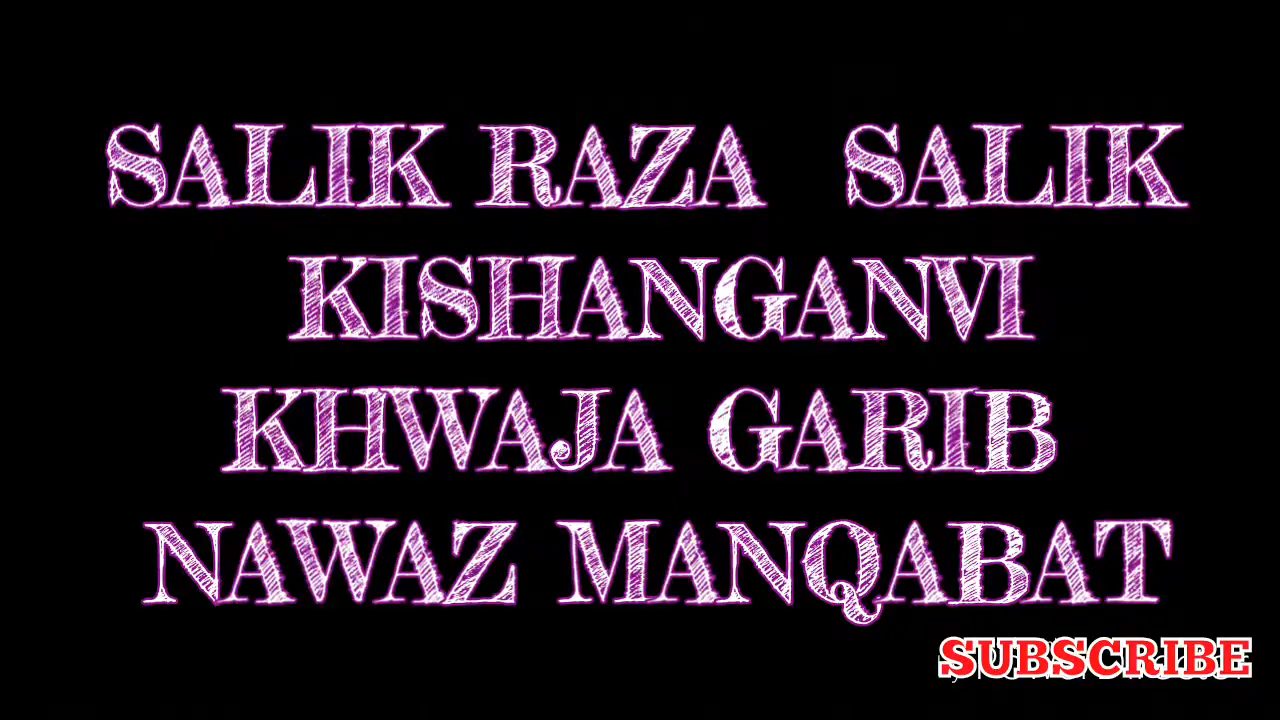 SALIK RAZA SALIK
KISHANGANVI
KHWAJA GARIB
NAWAZ MANQABAT
SUBSCRIBE